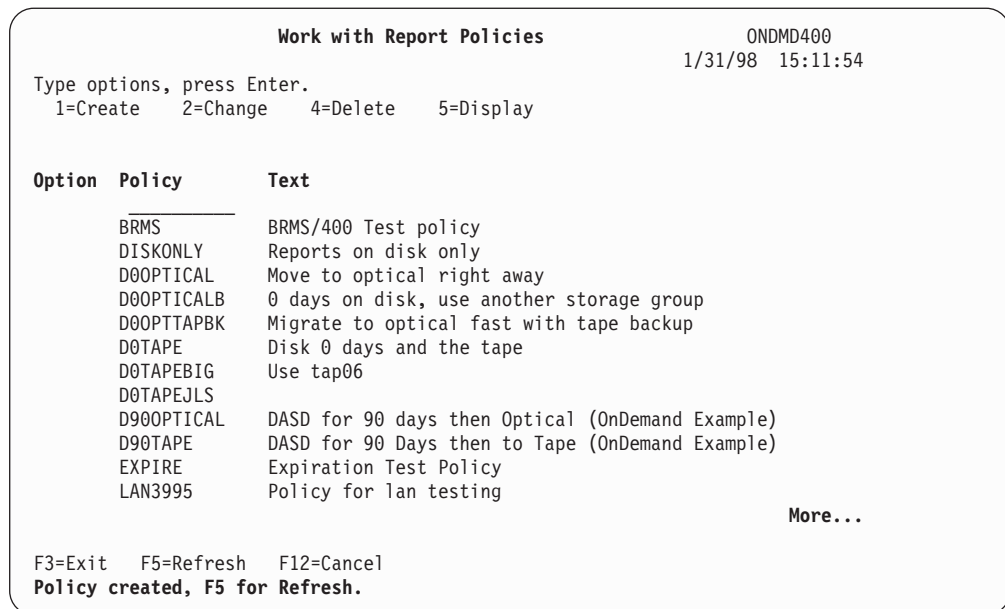 Work with Report Policies ONDMD400
1/31/98 15:11:54
Type options, press Enter.
1=Create 2=Change 4=Delete 5=Display
Option Policy Text
__________
BRMS BRMS/400 Test policy
DISKONLY Reports on disk only
D0OPTICAL Move to optical right away
D0OPTICALB 0 days on disk, use another storage group
D0OPTTAPBK Migrate to optical fast with tape backup
D0TAPE Disk 0 days and the tape
D0TAPEBIG Use tap06
D0TAPEJLS
D90OPTICAL DASD for 90 days then Optical (OnDemand Example)
D90TAPE DASD for 90 Days then to Tape (OnDemand Example)
EXPIRE Expiration Test Policy
LAN3995 Policy for lan testing
More...
F3=Exit F5=Refresh F12=Cancel
Policy created, F5 for Refresh.